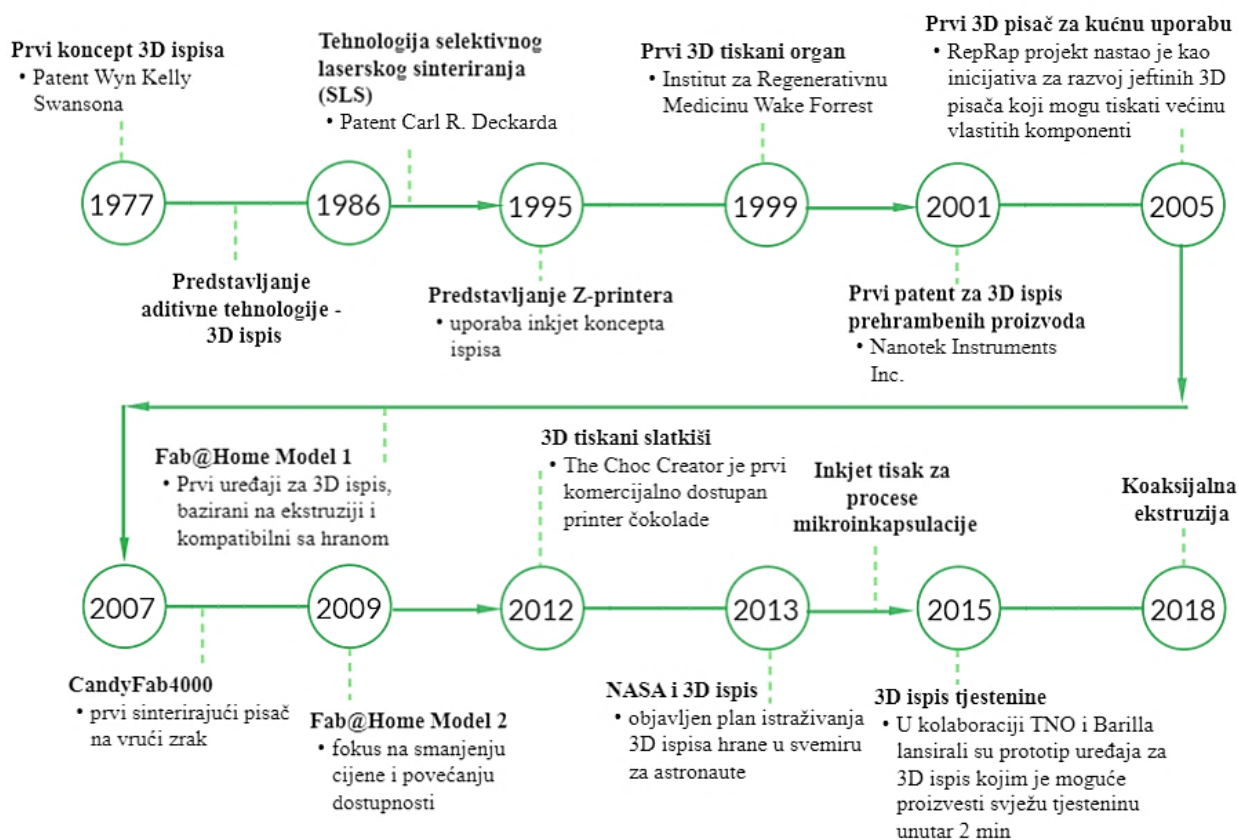 Prvi koncept 3D ispisa
• Patent Wyn Kelly
Swansona
Tehnologija selektivnog
laserskog sinteriranja
(SLS)
• Patent Carl R. Deckarda
Prvi 3D tiskani organ
• Institut za Regenerativnu
Medicinu Wake Forrest
Prvi 3D pisač za kućnu uporabu
• RepRap projekt nastao je kao
inicijativa za razvoj jeftinih 3D
pisača koji mogu tiskati većinu
vlastitih komponenti
1977
1986
1995
1999
2001
2005
Predstavljanje
aditivne tehnologije -
3D ispis
Predstavljanje Z-printera
• uporaba inkjet koncepta
ispisa
Prvi patent za 3D ispis
prehrambenih proizvoda
• Nanotek Instruments
Inc.
Fab@Home Model 1
• Prvi uređaji za 3D ispis,
bazirani na ekstruziji i
kompatibilni sa hranom
3D tiskani slatkiši
• The Choc Creator je prvi
komercijalno dostupan
printer čokolade
Inkjet tisak za
procese
mikroinkapsulacije
Koaksijalna
ekstruzija
2007
2009
2012
2013
2015
2018
CandyFab4000
• prvi sinterirajući pisač
na vrući zrak
Fab@Home Model 2
• fokus na smanjenju
cijene i povećanju
dostupnosti
NASA i 3D ispis
• objavljen plan istraživanja
3D ispisa hrane u svemiru
za astronaute
3D ispis tjestenine
• U kolaboraciji TNO i Barilla
lansirali su prototip uređaja za
3D ispis kojim je moguće
proizvesti svježu tjesteninu
unutar 2 min